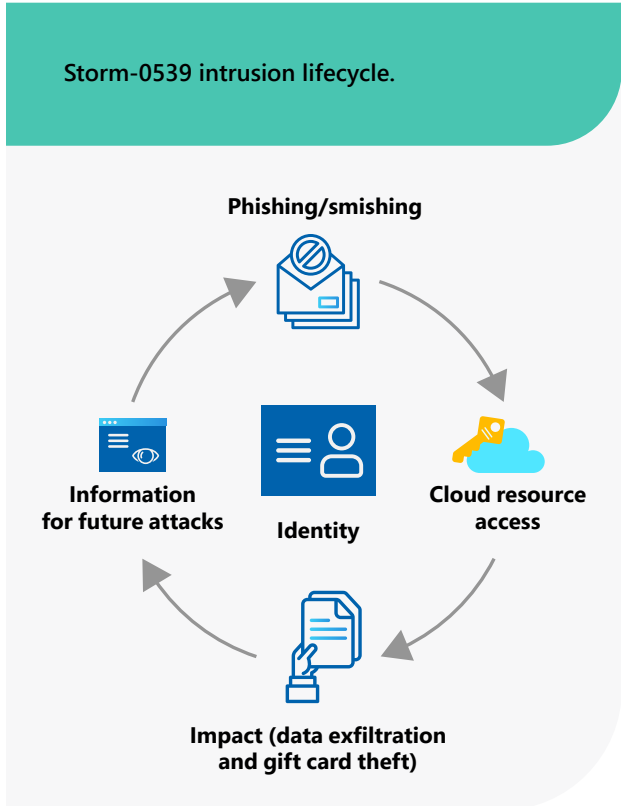 Storm-0539 intrusion lifecycle.
Phishing/smishing
Information
for future attacks
Identity
Cloud resource
access
Impact (data exfiltration
and gift card theft)